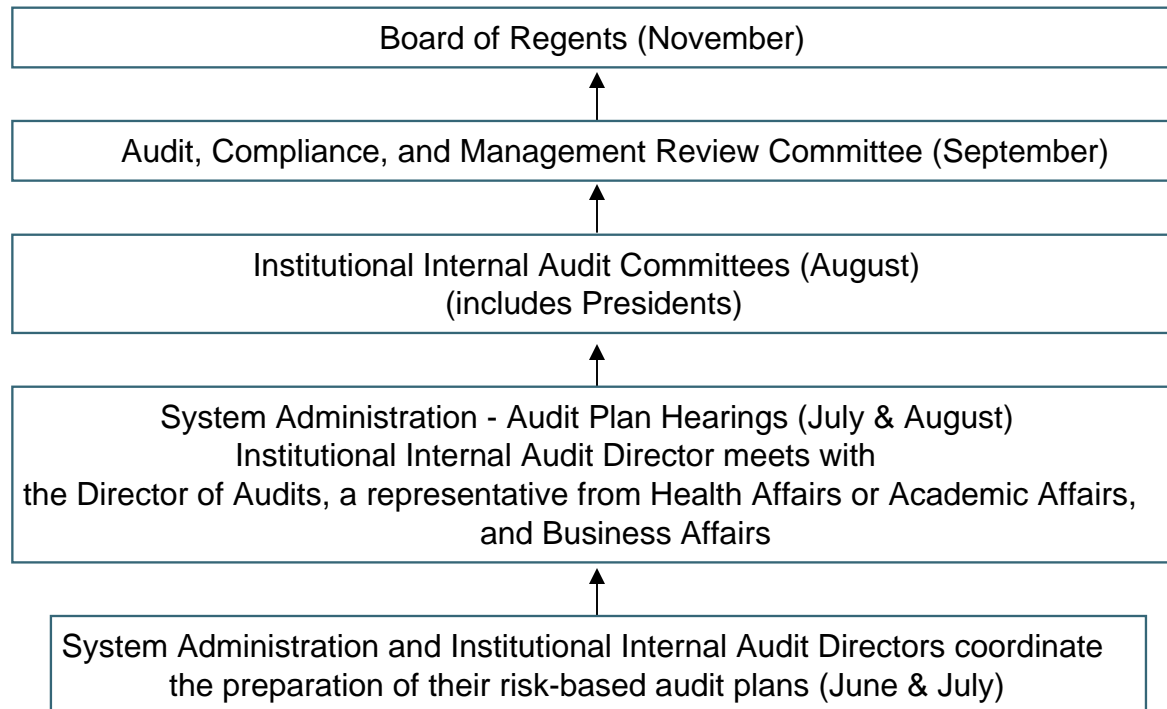 Board of Regents (November)
Audit, Compliance, and Management Review Committee (September)
Institutional Internal Audit Committees (August)
(includes Presidents)
System Administration - Audit Plan Hearings (July & August)
Institutional Internal Audit Director meets with
the Director of Audits, a representative from Health Affairs or Academic Affairs,
and Business Affairs
System Administration and Institutional Internal Audit Directors coordinate
the preparation of their risk-based audit plans (June & July)